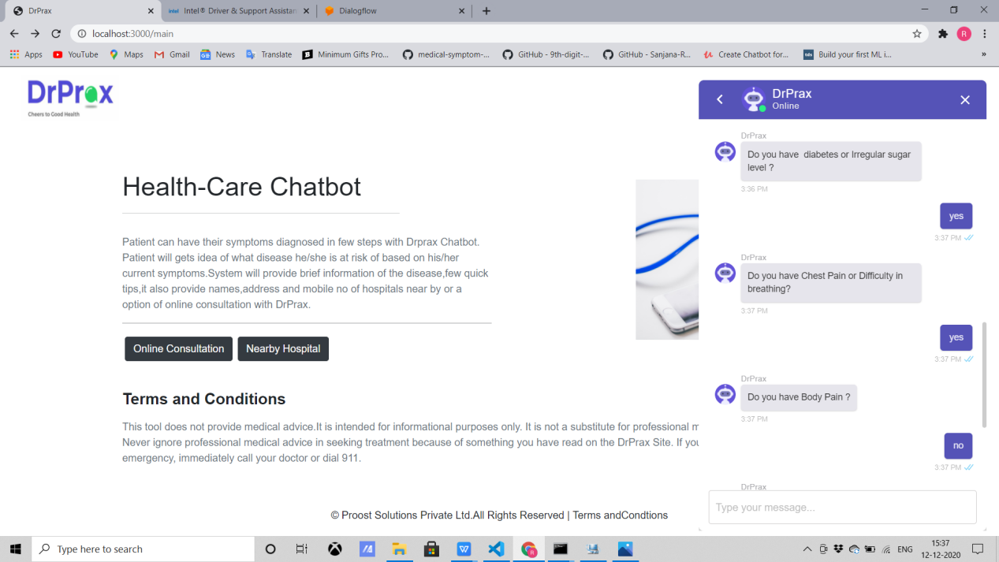 DrPrax
intel Intel® Driver & Support Assistan
Dialogflow
localhost:3000/main
R
Apps
YouTube
Maps
Gmail
News
Translate
Minimum Gifts Pro...
medical-symptom-...
GitHub - 9th-digit-...
GitHub - Sanjana-R...
Create Chatbot for...
Build your first ML i...
»
DrPrax
Cheers to Good Health
Health-Care Chatbot
Patient can have their symptoms diagnosed in few steps with Drprax Chatbot.
Patient will gets idea of what disease he/she is at risk of based on his/her
current symptoms.System will provide brief information of the disease,few quick
tips,it also provide names,address and mobile no of hospitals near by or a
option of online consultation with DrPrax.
Online Consultation
Nearby Hospital
Terms and Conditions
This tool does not provide medical advice.It is intended for informational purposes only. It is not a substitute for professional m
Never ignore professional medical advice in seeking treatment because of something you have read on the DrPrax Site. If you
emergency, immediately call your doctor or dial 911.
© Proost Solutions Private Ltd.All Rights Reserved | Terms andCondtions
DrPrax
Online
DrPrax
Do you have diabetes or Irregular sugar
level ?
3:36 PM
yes
3:37 PM
DrPrax
Do you have Chest Pain or Difficulty in
breathing?
3:37 PM
yes
3:37 PM
DrPrax
Do you have Body Pain ?
3:37 PM
no
3:37 PM
DrPrax
Type your message...
Type here to search
ENG
15:37
12-12-2020